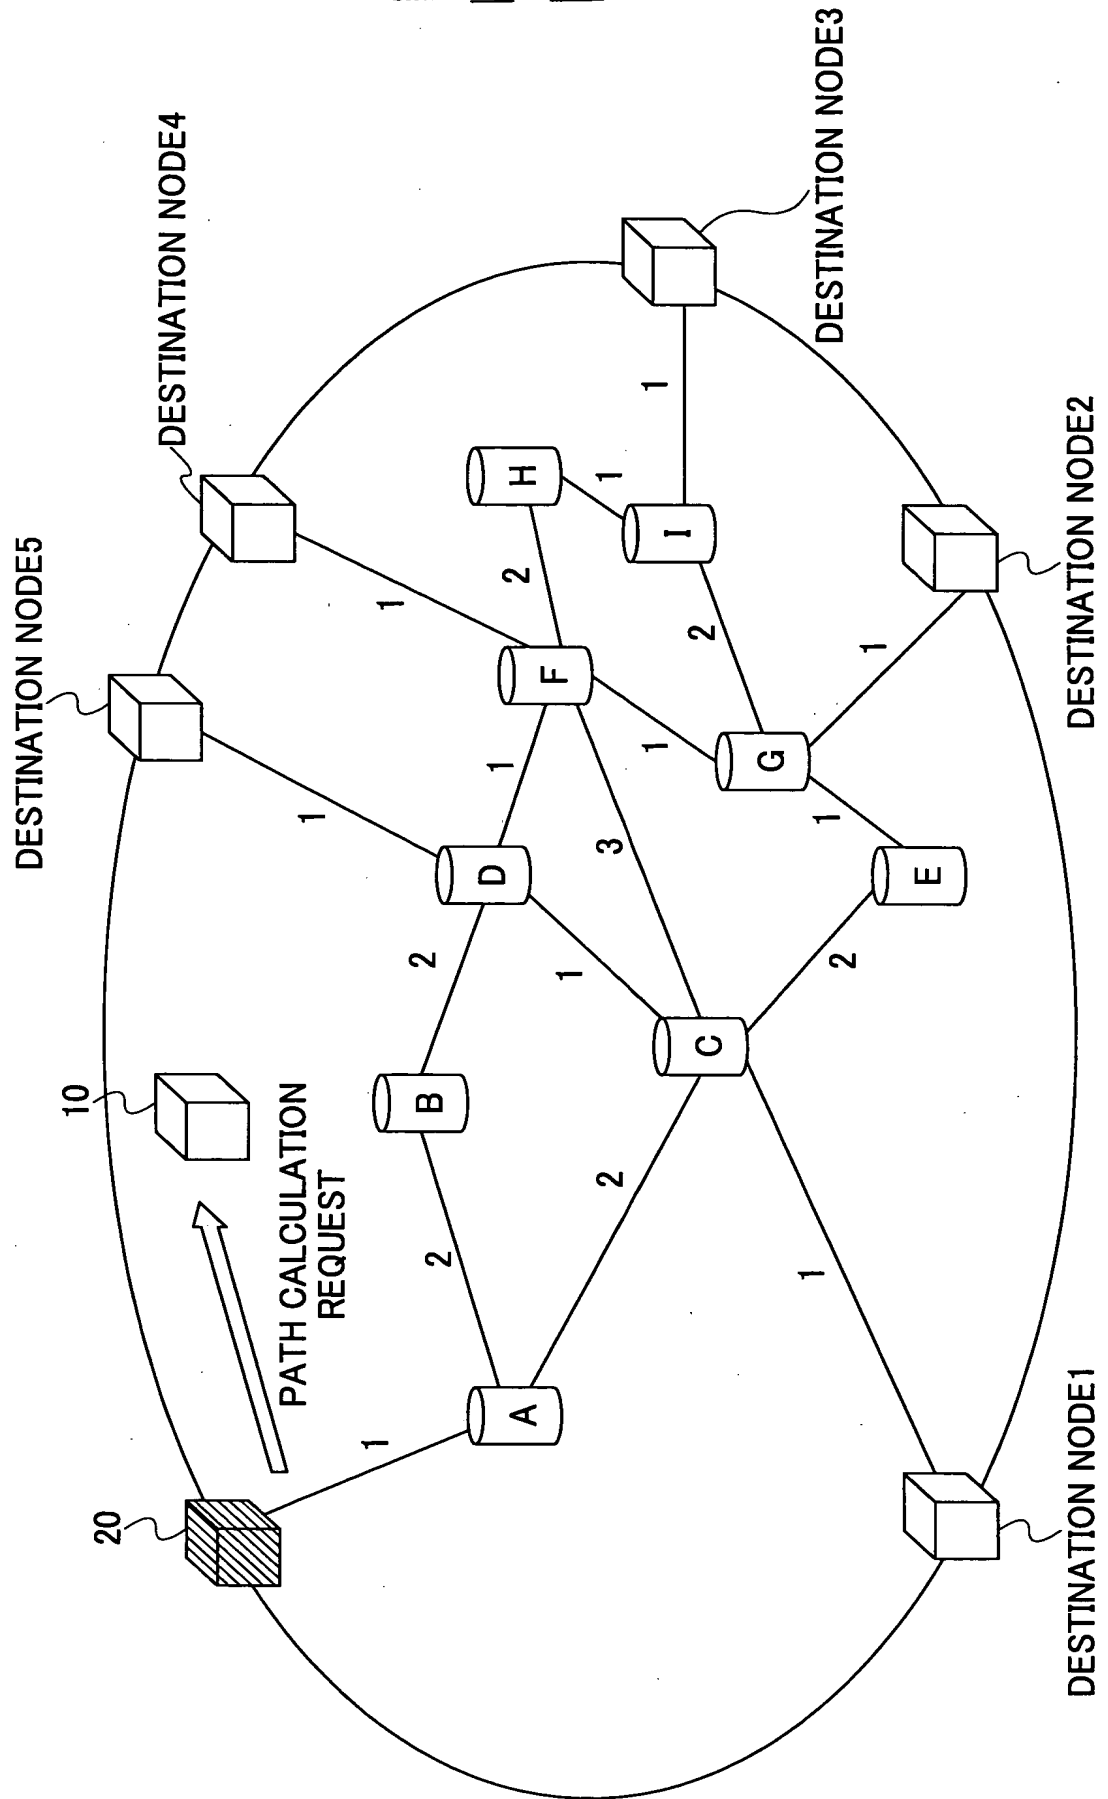 DESTINATION NODE5
10
20
DESTINATION NODE4
PATH CALCULATION
REQUEST
1
1
1
2
B
2
D
1
2
A
H
F
1
2
3
1
1
1
I
2
C
G
1
1
DESTINATION NODE3
2
1
E
DESTINATION NODE1
DESTINATION NODE2